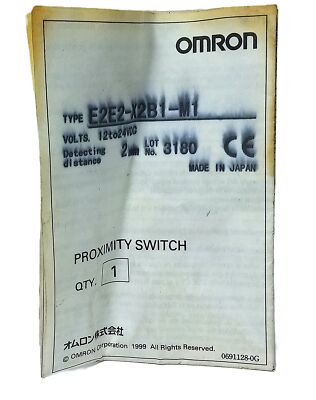 OMRON
TYPE E2E2-X2B1-M1
VOLTS. 12to24VDC
Detecting distance 2mm LOT No. 3180 CE
MADE IN JAPAN
PROXIMITY SWITCH
QTY. 1
オムロン株式会社
© OMRON Corporation 1999 All Rights Reserved.
0691128-0G